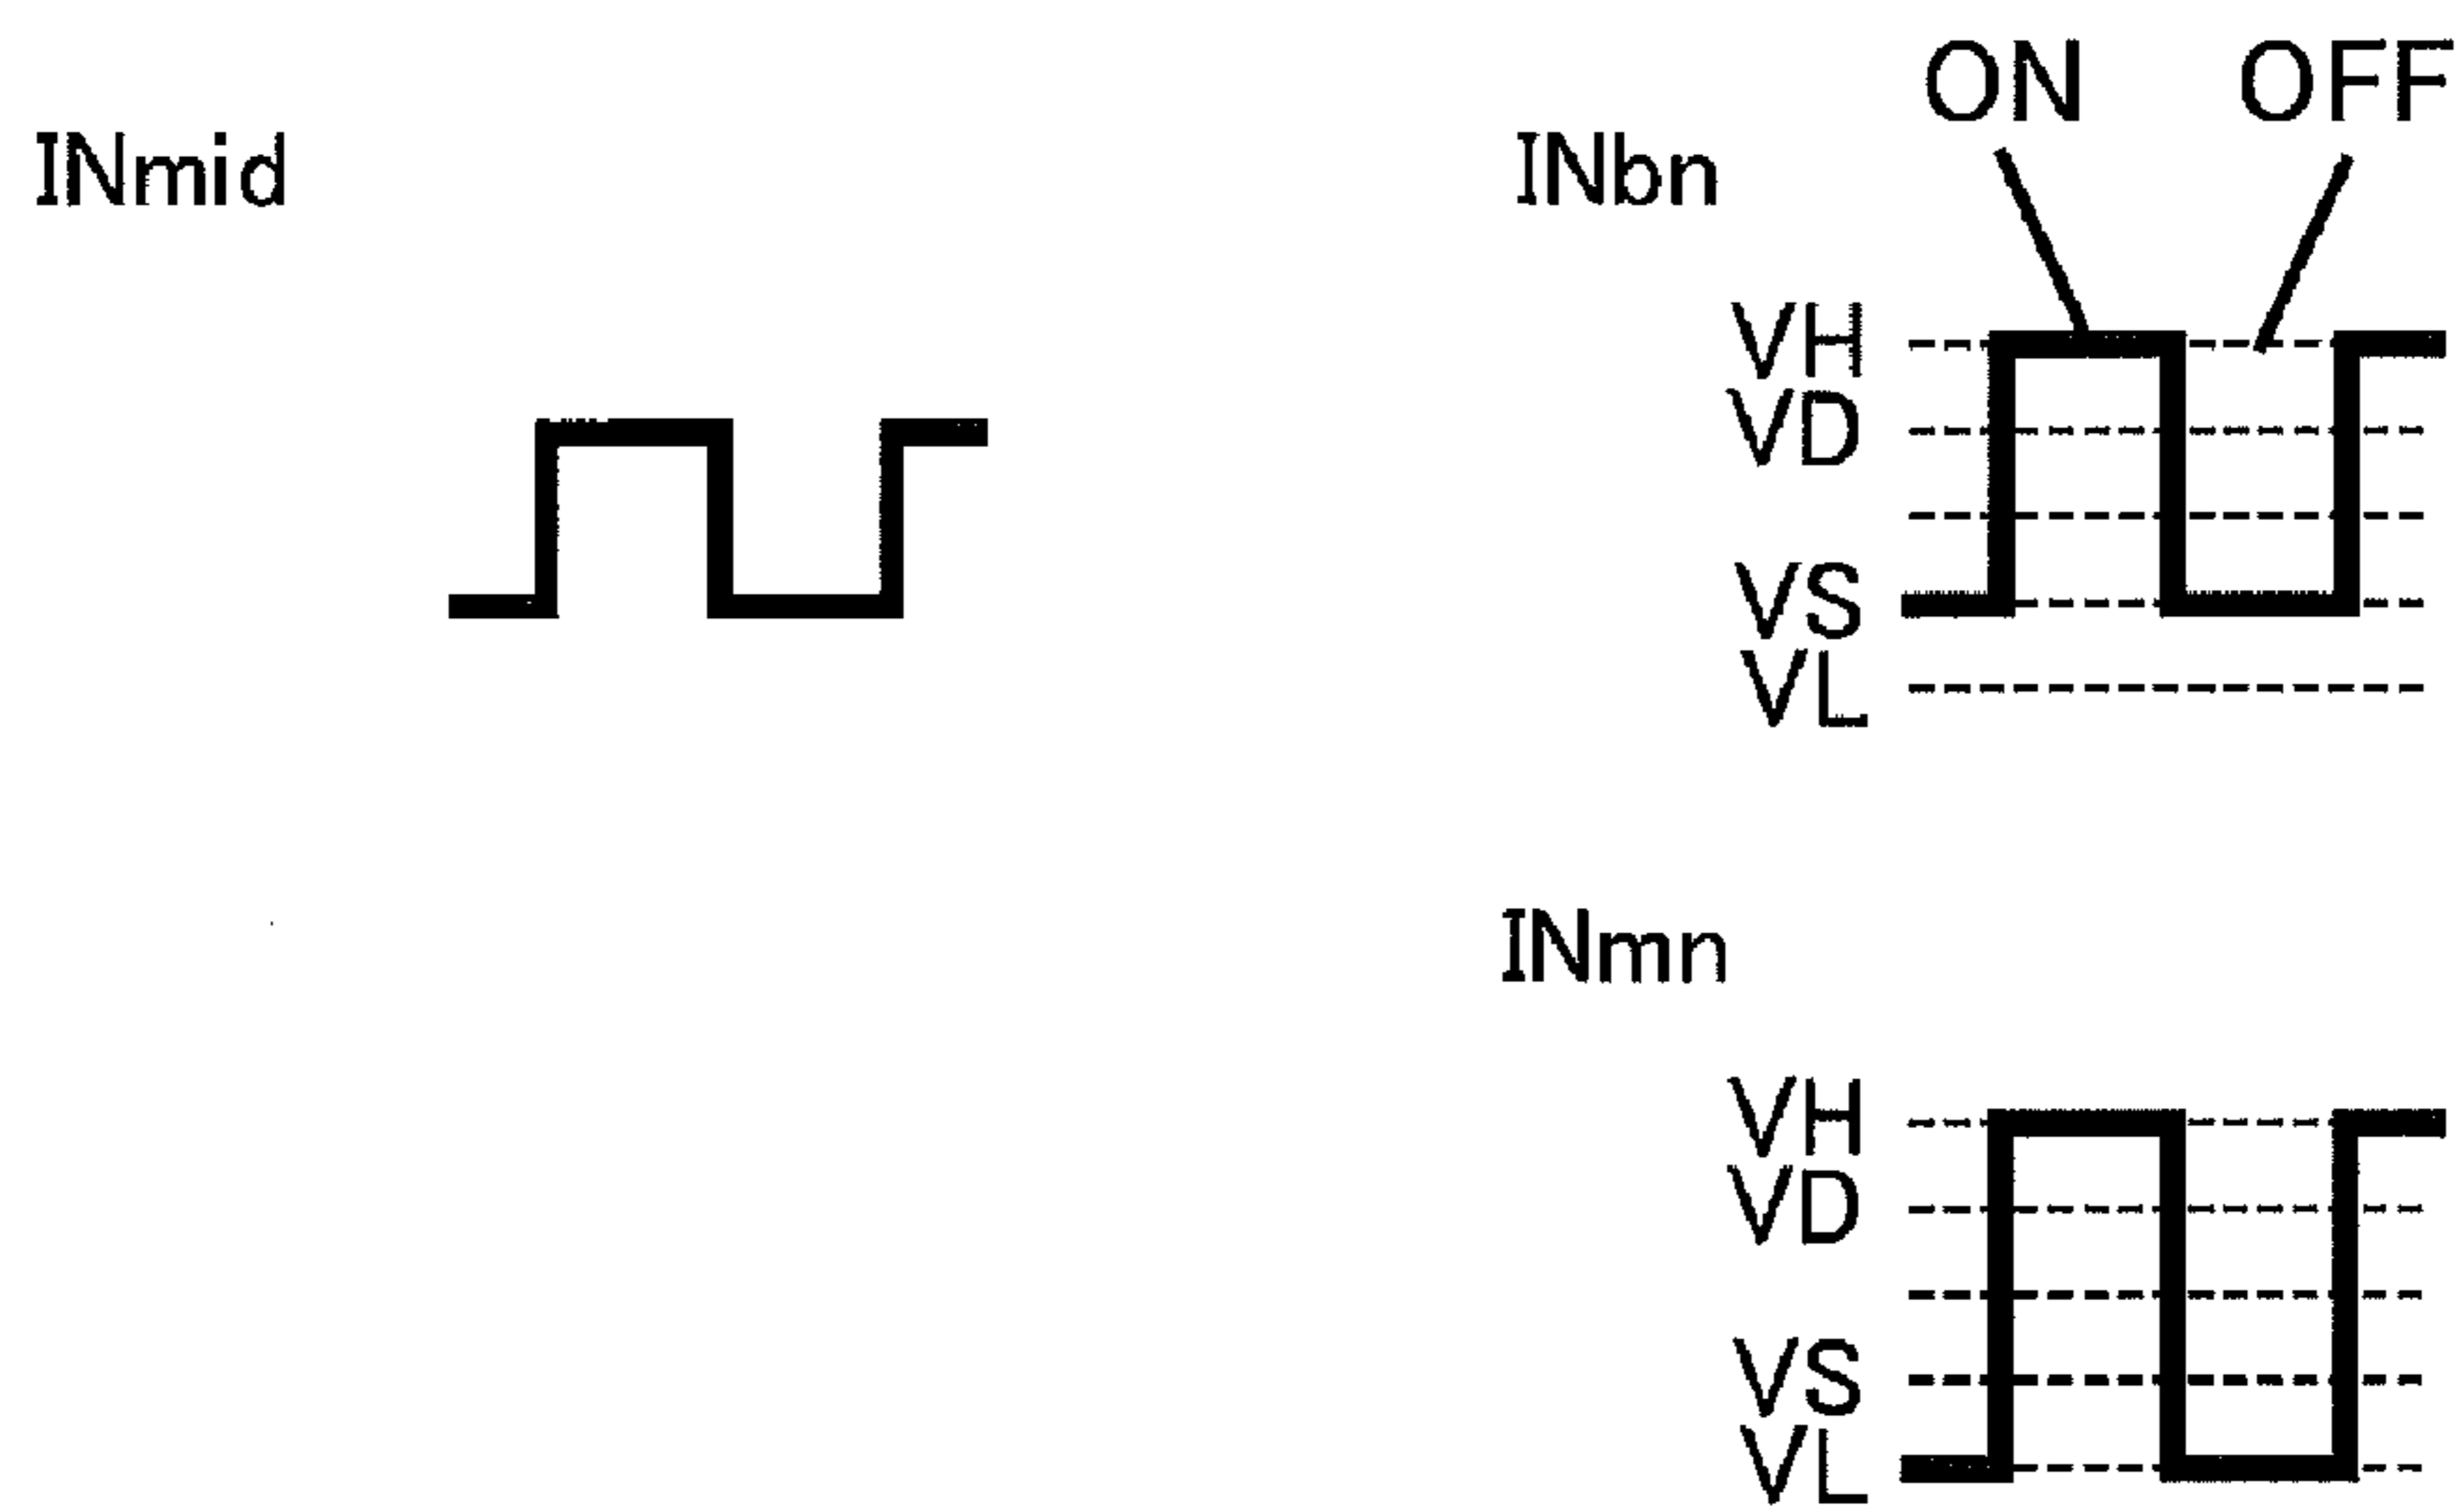 ON OFF
INmid
INbn
VH
VD
VS
VL
INmn
VH
VD
VS
VL